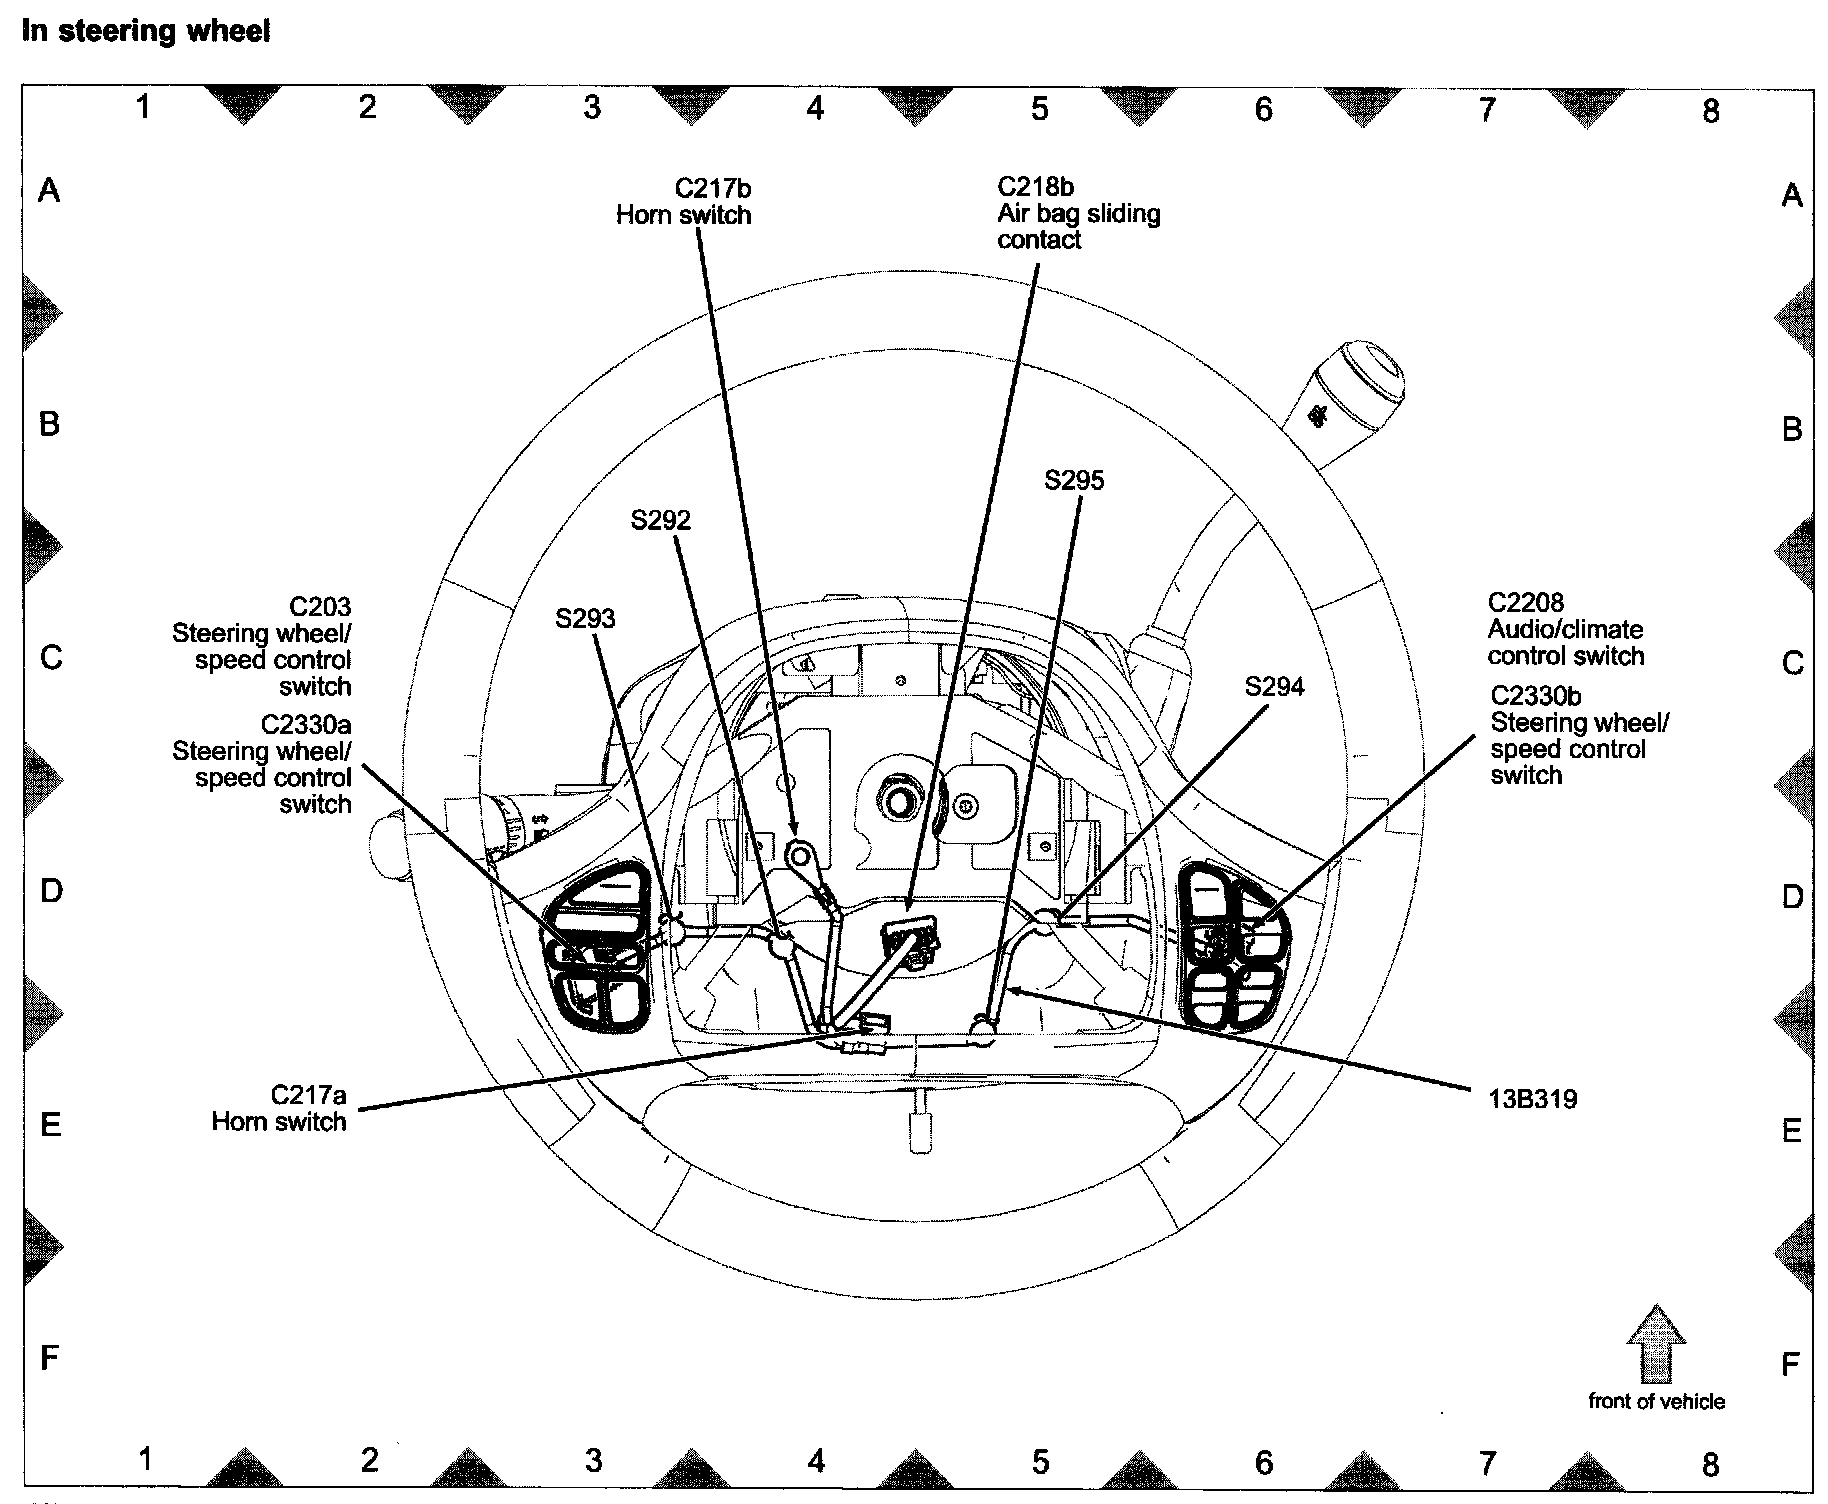 In steering wheel
1 2 3 4 5 6 7 8
A A
C217b
Horn switch
C218b
Air bag sliding
contact
B B
S295
S292
C203
Steering wheel/
speed control
switch
S293
C2208
Audio/climate
control switch
C C
S294
C2330a
Steering wheel/
speed control
switch
C2330b
Steering wheel/
speed control
switch
D D
C217a
Horn switch
13B319
E E
F F
front of vehicle
1 2 3 4 5 6 7 8